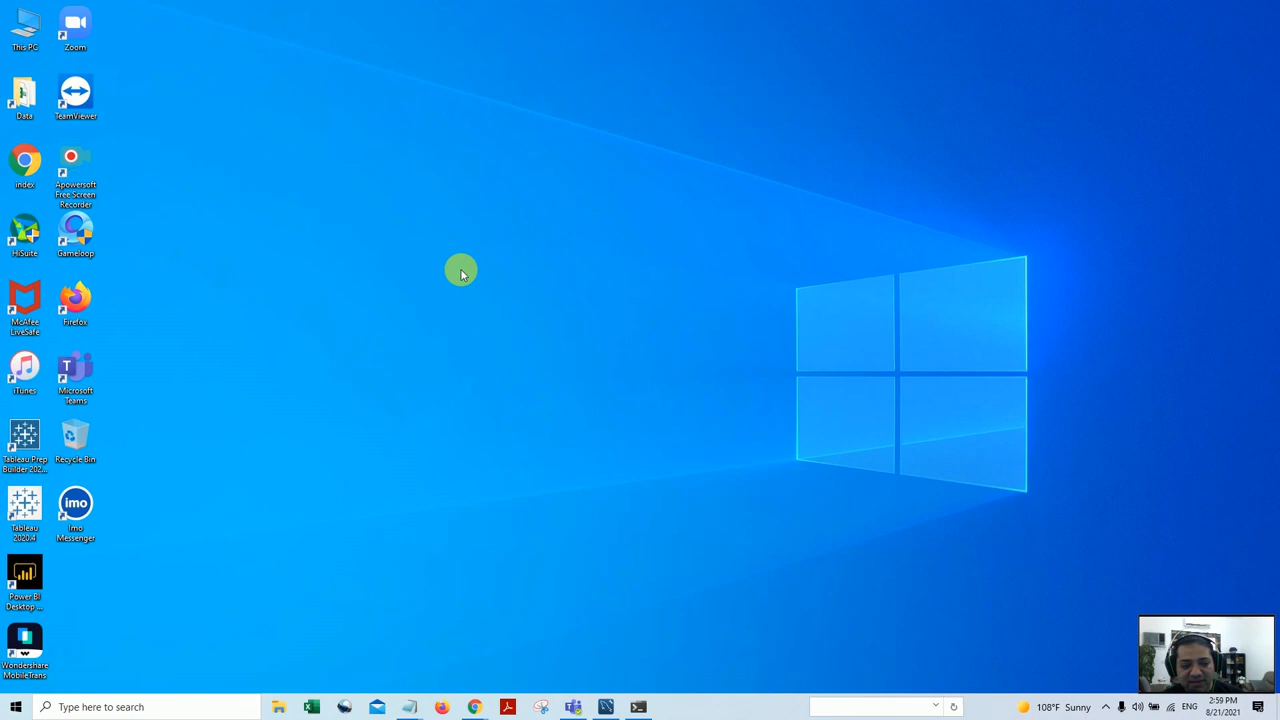 This PC
Zoom
Data
TeamViewer
index
Apowersoft
Free Screen
Recorder
HiSuite
Gameloop
McAfee
LiveSafe
Firefox
iTunes
Microsoft
Teams
Tableau Prep
Builder 202...
Recycle Bin
Tableau
2020.4
imo
Imo
Messenger
Power BI
Desktop ...
Wondershare
MobileTrans
Type here to search
108°F Sunny
ENG
2:59 PM
8/21/2021